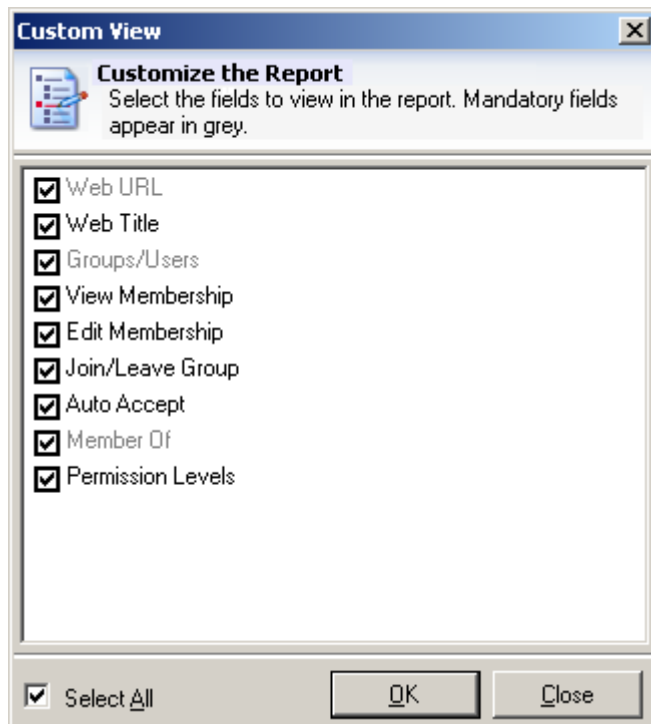 Custom View
Customize the Report
Select the fields to view in the report. Mandatory fields
appear in grey.
Web URL
Web Title
Groups/Users
View Membership
Edit Membership
Join/Leave Group
Auto Accept
Member Of
Permission Levels
Select All
OK
Close